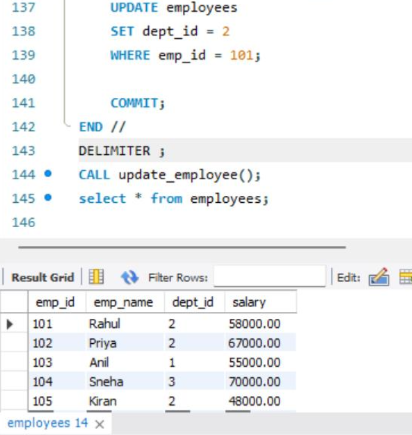 137 UPDATE employees
138 SET dept_id = 2
139 WHERE emp_id = 101;
140
141 COMMIT;
142 END //
143 DELIMITER ;
144 CALL update_employee();
145 select * from employees;
146
Result Grid Filter Rows: Edit:
emp_id emp_name dept_id salary
101 Rahul 2 58000.00
102 Priya 2 67000.00
103 Anil 1 55000.00
104 Sneha 3 70000.00
105 Kiran 2 48000.00
employees 14